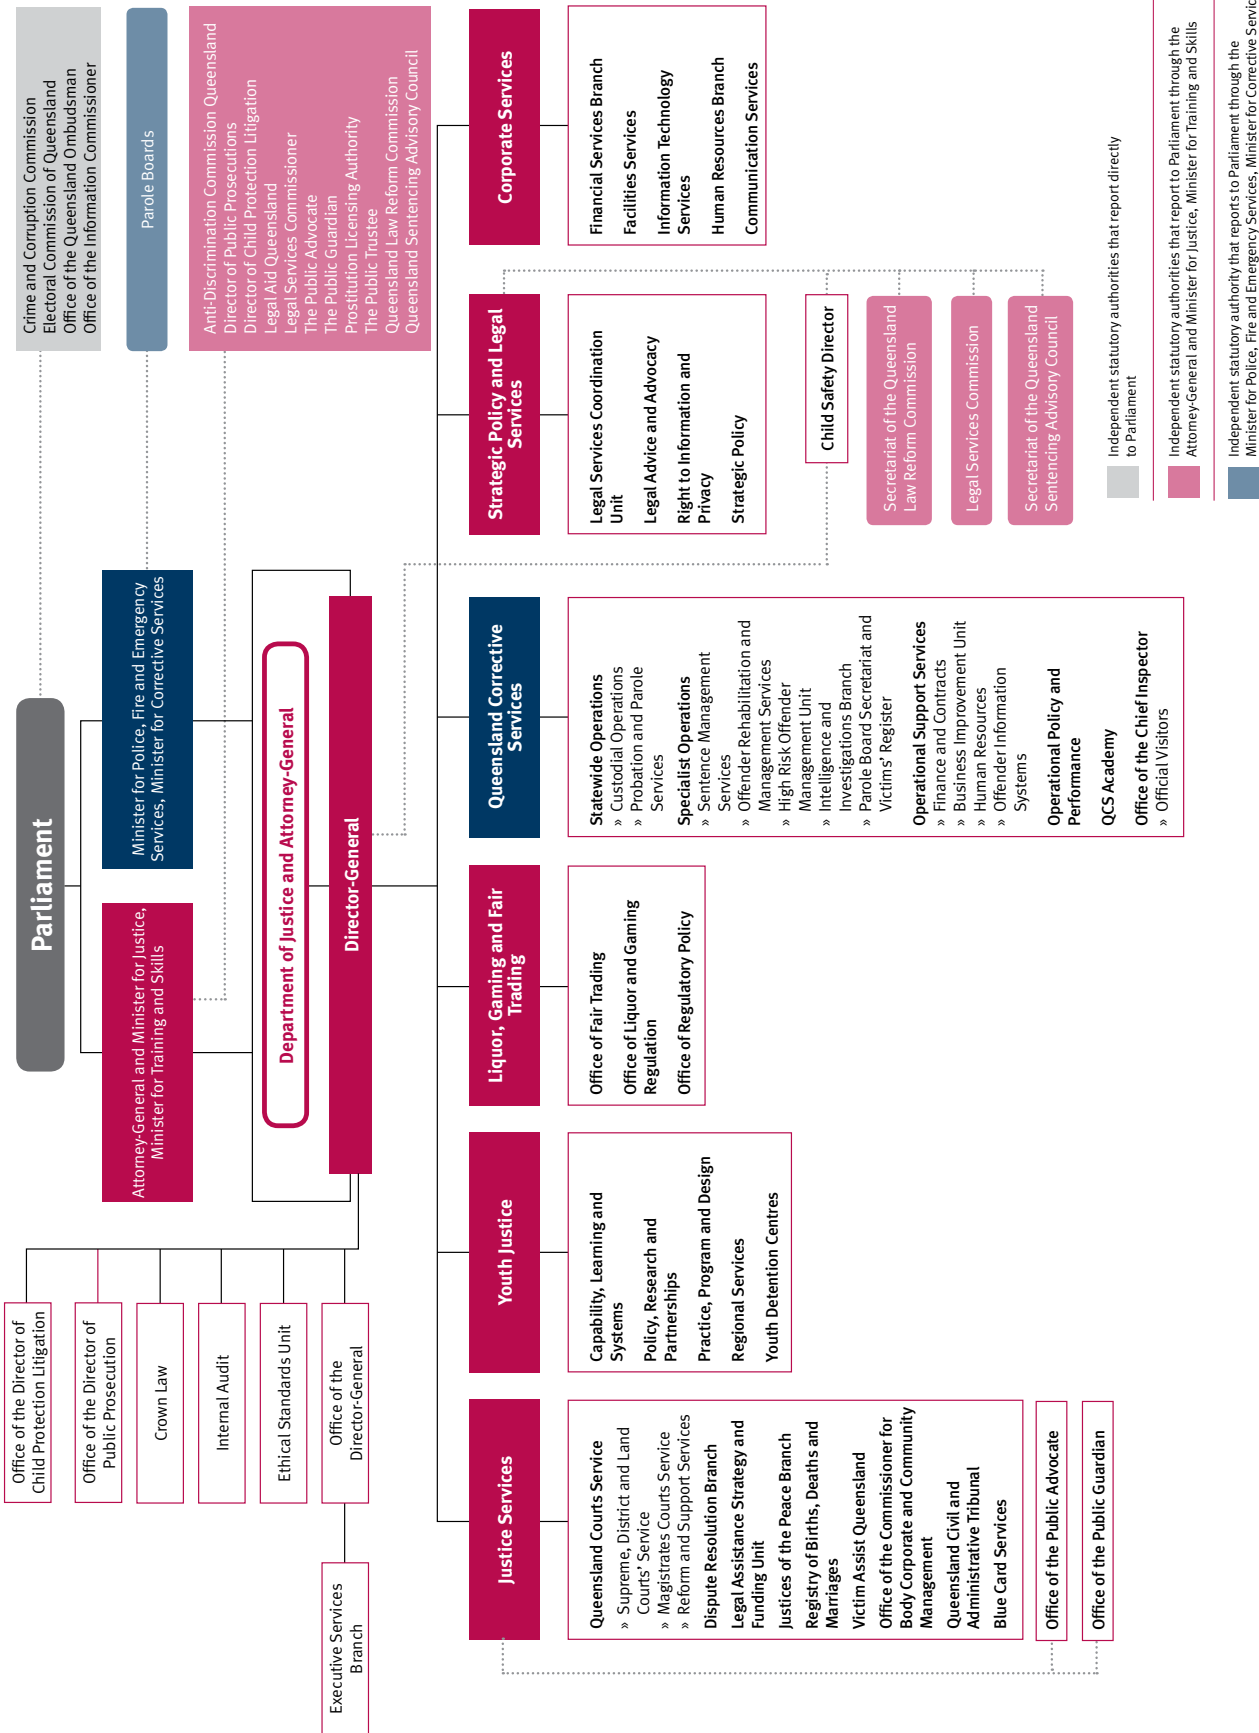 Parliament
Crime and Corruption Commission
Electoral Commission of Queensland
Office of the Queensland Ombudsman
Office of the Information Commissioner
Attorney-General and Minister for Justice,
Minister for Training and Skills
Minister for Police, Fire and Emergency
Services, Minister for Corrective Services
Parole Boards
Anti-Discrimination Commission Queensland
Director of Public Prosecutions
Director of Child Protection Litigation
Legal Aid Queensland
Legal Services Commissioner
The Public Advocate
The Public Guardian
Prostitution Licensing Authority
The Public Trustee
Queensland Law Reform Commission
Queensland Sentencing Advisory Council
Department of Justice and Attorney-General
Director-General
Office of the Director of
Child Protection Litigation
Office of the Director of
Public Prosecution
Crown Law
Internal Audit
Ethical Standards Unit
Office of the
Director-General
Executive Services
Branch
Justice Services
Queensland Courts Service
» Supreme, District and Land
Courts’ Service
» Magistrates Courts Service
» Reform and Support Services
Dispute Resolution Branch
Legal Assistance Strategy and
Funding Unit
Justices of the Peace Branch
Registry of Births, Deaths and
Marriages
Victim Assist Queensland
Office of the Commissioner for
Body Corporate and Community
Management
Queensland Civil and
Administrative Tribunal
Blue Card Services
Office of the Public Advocate
Office of the Public Guardian
Youth Justice
Capability, Learning and
Systems
Policy, Research and
Partnerships
Practice, Program and Design
Regional Services
Youth Detention Centres
Liquor, Gaming and Fair
Trading
Office of Fair Trading
Office of Liquor and Gaming
Regulation
Office of Regulatory Policy
Queensland Corrective
Services
Statewide Operations
» Custodial Operations
» Probation and Parole
Services
Specialist Operations
» Sentence Management
Services
» Offender Rehabilitation and
Management Services
» High Risk Offender
Management Unit
» Intelligence and
Investigations Branch
» Parole Board Secretariat and
Victims’ Register
Operational Support Services
» Finance and Contracts
» Business Improvement Unit
» Human Resources
» Offender Information
Systems
Operational Policy and
Performance
QCS Academy
Office of the Chief Inspector
» Official Visitors
Strategic Policy and Legal
Services
Legal Services Coordination
Unit
Legal Advice and Advocacy
Right to Information and
Privacy
Strategic Policy
Child Safety Director
Secretariat of the Queensland
Law Reform Commission
Legal Services Commission
Secretariat of the Queensland
Sentencing Advisory Council
Corporate Services
Financial Services Branch
Facilities Services
Information Technology
Services
Human Resources Branch
Communication Services
Independent statutory authorities that report directly
to Parliament
Independent statutory authorities that report to Parliament through the
Attorney-General and Minister for Justice, Minister for Training and Skills
Independent statutory authority that reports to Parliament through the
Minister for Police, Fire and Emergency Services, Minister for Corrective